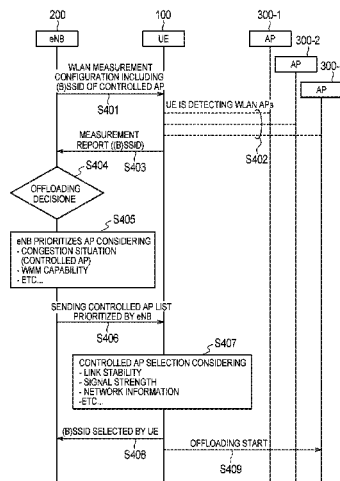 200
100
300-1
300-2
300-
eNB
UE
AP
AP
AP
WLAN MEASUREMENT
CONFIGURATION INCLUDING
(B)SSID OF CONTROLLED AP
S401
UE IS DETECTING WLAN APs
MEASUREMENT
REPORT ((B)SSID)
S403
S402
S404
OFFLOADING
DECISIONE
S405
eNB PRIORITIZES AP CONSIDERING
- CONGESTION SITUATION
(CONTROLLED AP)
- WMM CAPABILITY
- ETC...
SENDING CONTROLLED AP LIST
PRIORITIZED BY eNB
S406
S407
CONTROLLED AP SELECTION CONSIDERING
- LINK STABILITY
- SIGNAL STRENGTH
- NETWORK INFORMATION
-ETC...
(B)SSID SELECTED BY UE
S408
OFFLOADING START
S409